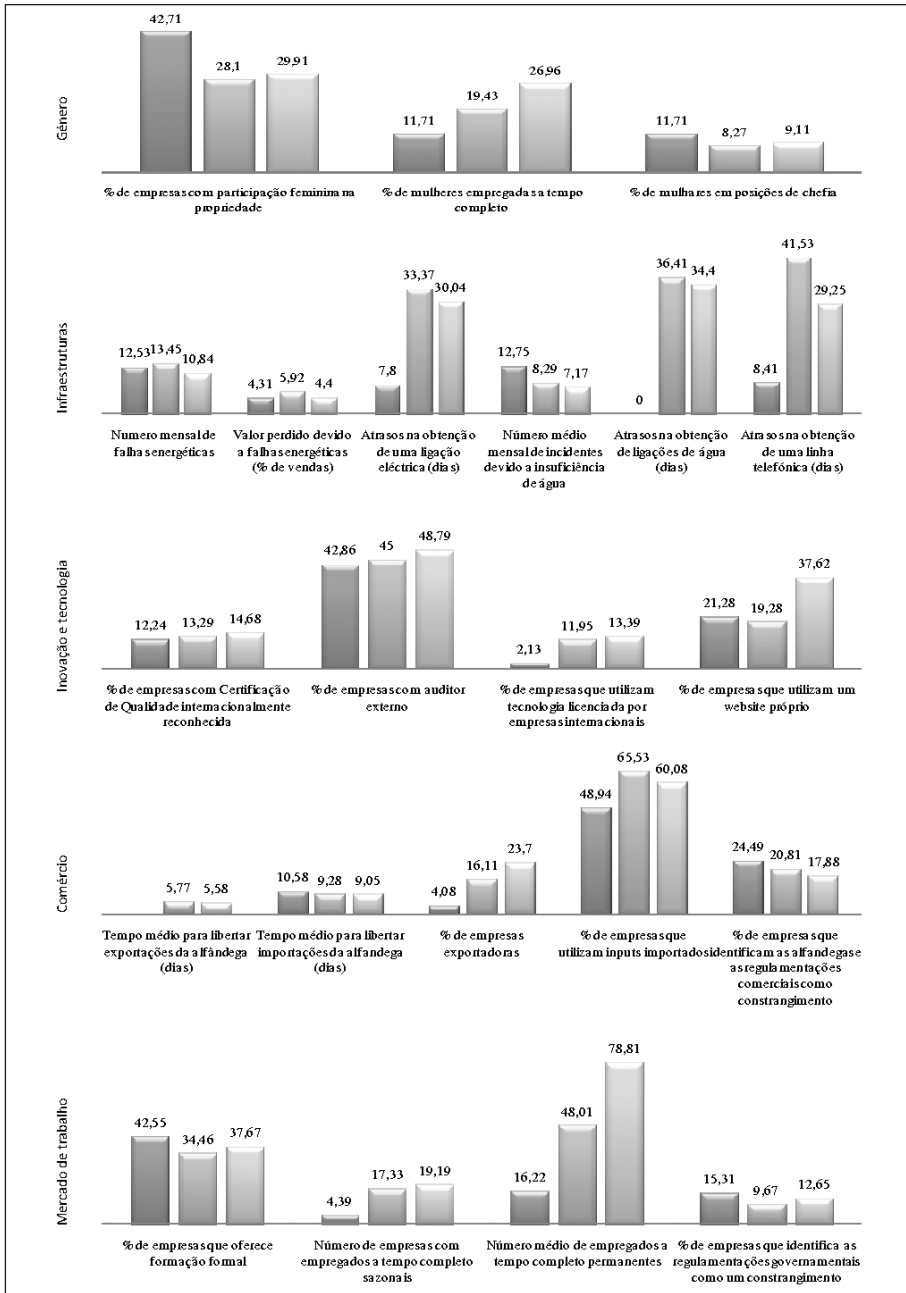 Género
42,71
28,1
29,91
11,71
19,43
26,96
11,71
8,27
9,11
% de empresas com participação feminina na
propriedade
% de mulheres empregadas a tempo
completo
% de mulhares em posições de chefia
Infraestruturas
12,53
13,45
10,84
4,31
5,92
4,4
7,8
33,37
30,04
12,75
8,29
7,17
0
36,41
34,4
8,41
41,53
29,25
Numero mensal de
falhas energéticas
Valor perdido devido
a falhas energéticas
(% de vendas)
Atrasos na obtenção
de uma ligação
eléctrica (dias)
Número médio
mensal de incidentes
devido a insuficiência
de água
Atrasos na obtenção
de ligações de água
(dias)
Atrasos na obtenção
de uma linha
telefónica (dias)
Inovação e tecnologia
12,24
13,29
14,68
42,86
45
48,79
2,13
11,95
13,39
21,28
19,28
37,62
% de empresas com Certificação
de Qualidade internacionalmente
reconhecida
% de empresas com auditor
externo
% de empresas que utilizam
tecnologia licenciada por
empresas internacionais
% de empresas que utilizam um
website próprio
Comércio
5,77
5,58
10,58
9,28
9,05
4,08
16,11
23,7
48,94
65,53
60,08
24,49
20,81
17,88
Tempo médio para libertar
exportações da alfândega
(dias)
Tempo médio para libertar
importações da alfandega
(dias)
% de empresas
exportadoras
% de empresas que
utilizam inputs importados
% de empresas que
identificam as alfandegas e
as regulamentações
comerciais como
constrangimento
Mercado de trabalho
42,55
34,46
37,67
4,39
17,33
19,19
16,22
48,01
78,81
15,31
9,67
12,65
% de empresas que oferece
formação formal
Número de empresas com
empregados a tempo completo
sazonais
Número médio de empregados a
tempo completo permanentes
% de empresas que identifica as
regulamentações governamentais
como um constrangimento